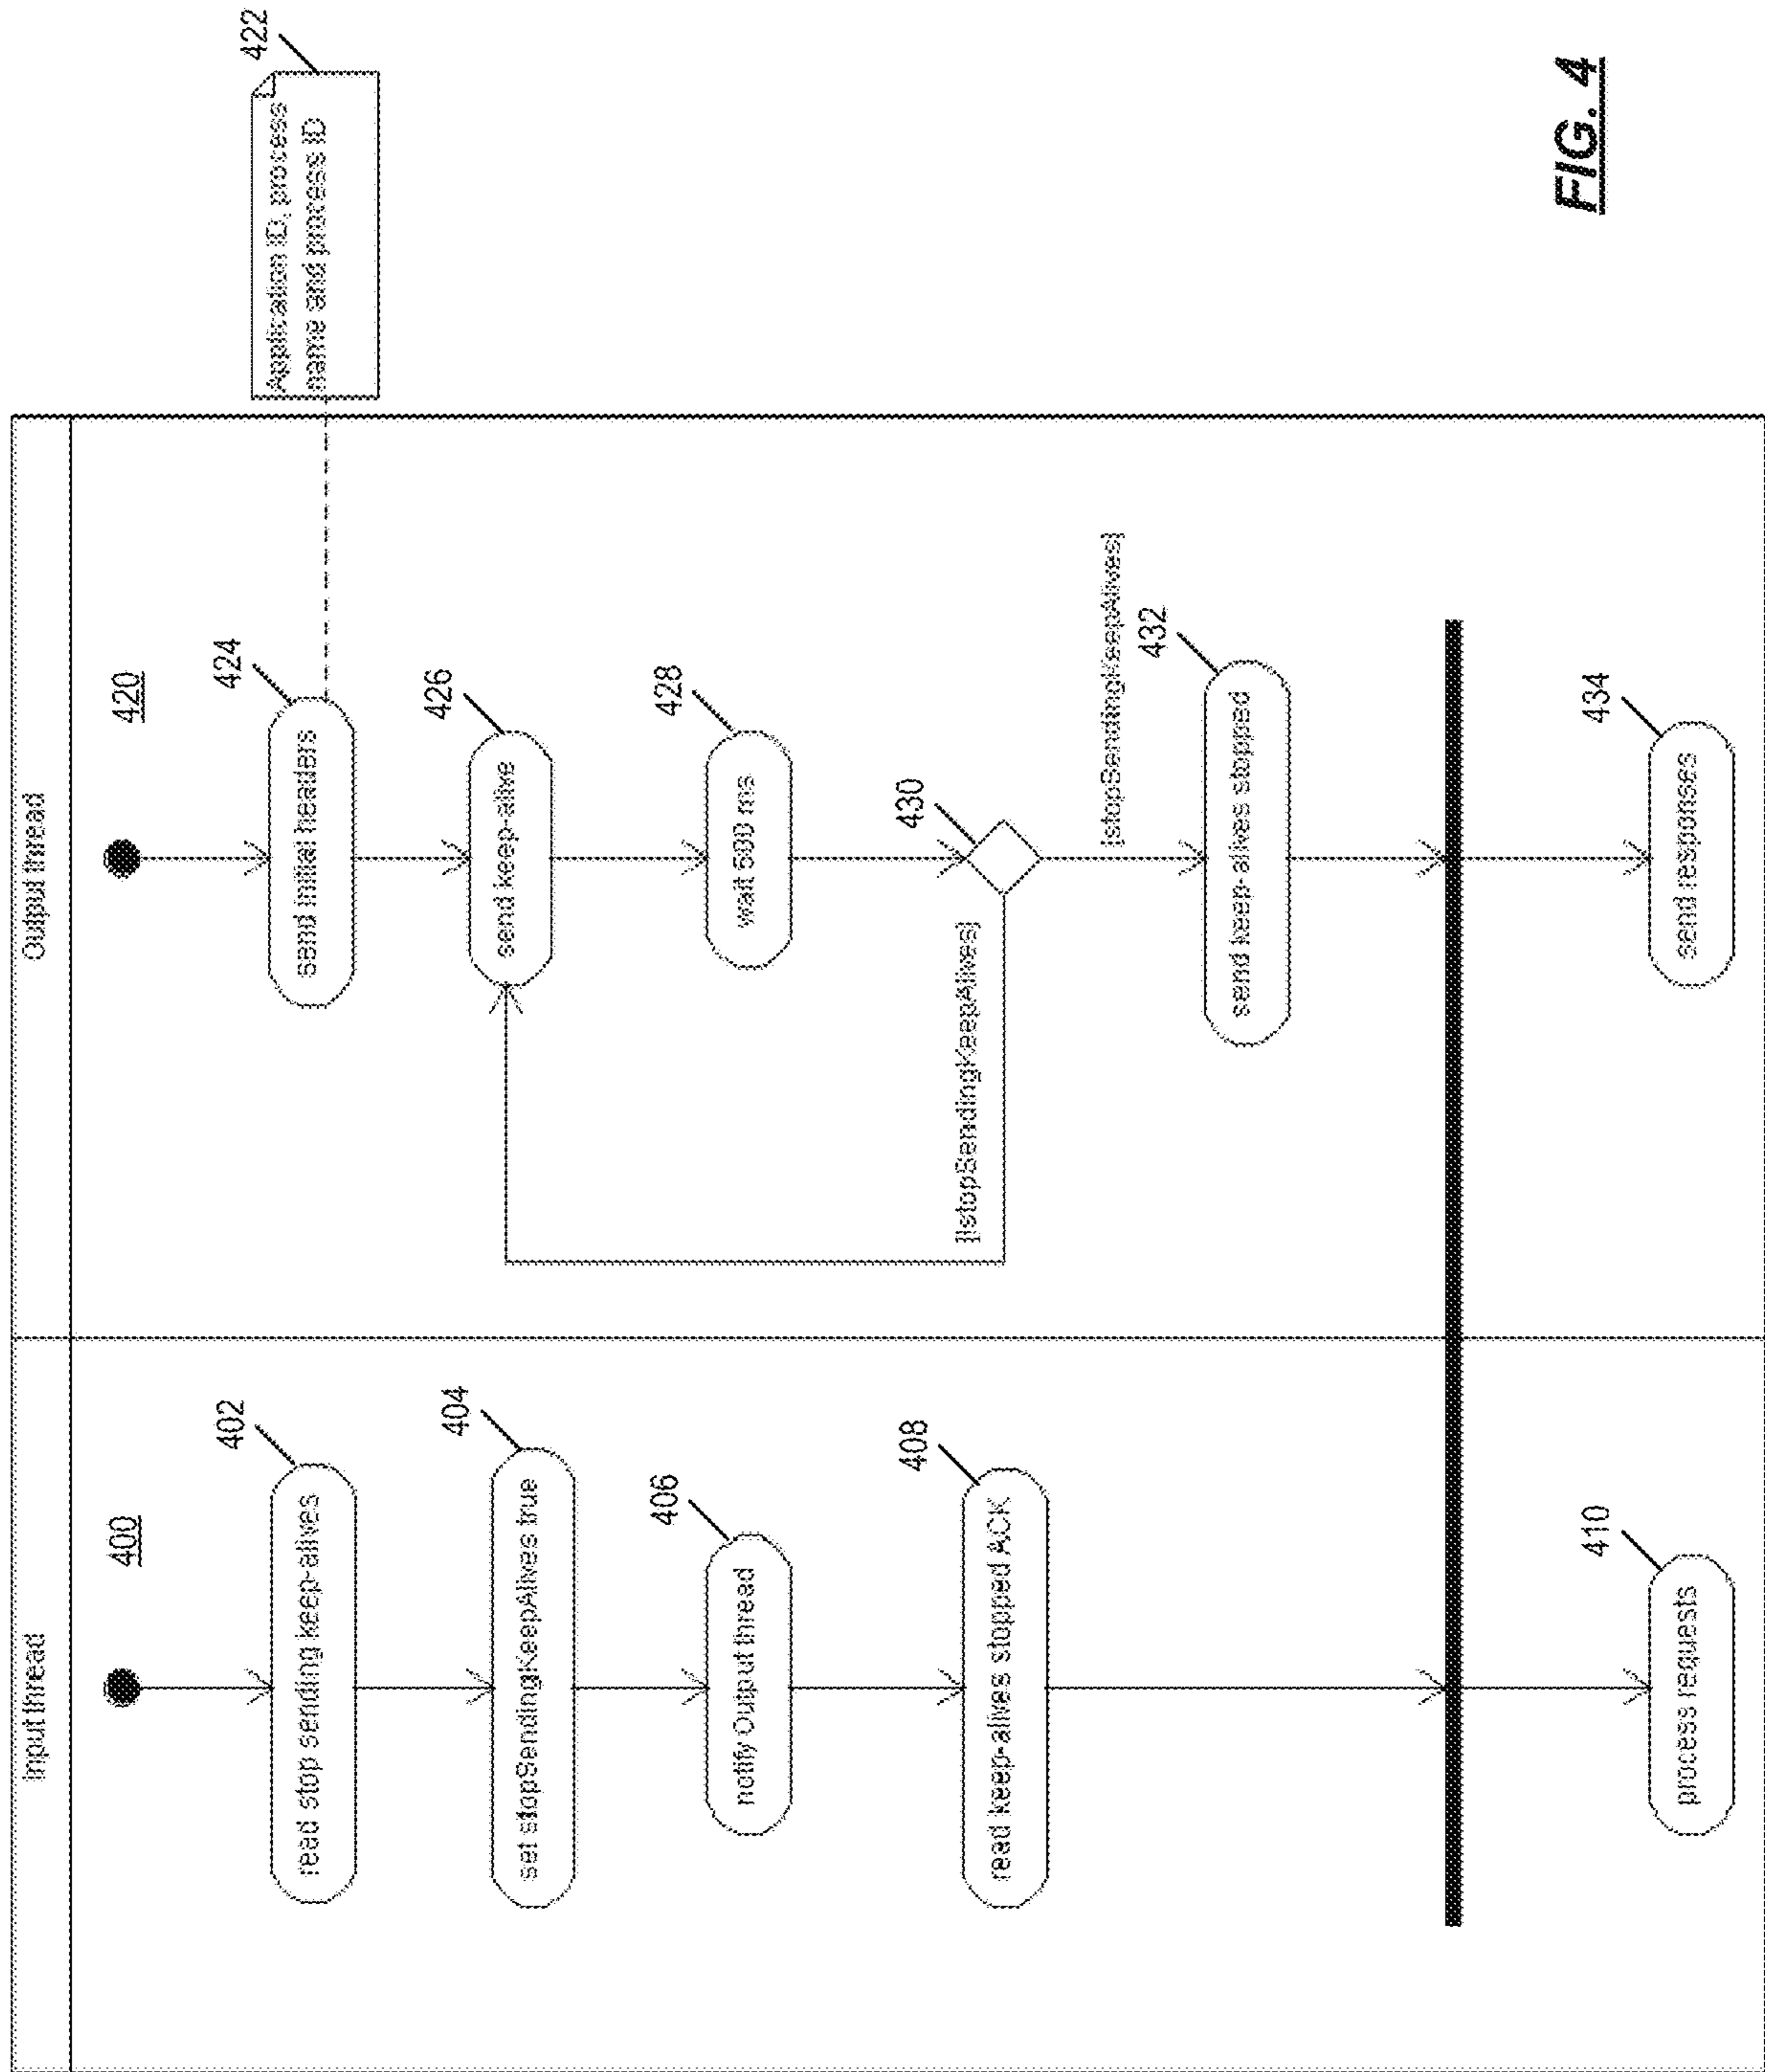 Input thread
Output thread
400
420
read stop sending keep-alives
402
set stopSendingKeepAlives true
404
notify Output thread
406
read keep-alives stopped ACK
408
process requests
410
send initial headers
424
Application ID, process
name and process ID
422
send keep-alive
426
wait 500 ms
428
430
[!stopSendingKeepAlives]
[stopSendingKeepAlives]
send keep-alives stopped
432
send responses
434
FIG. 4